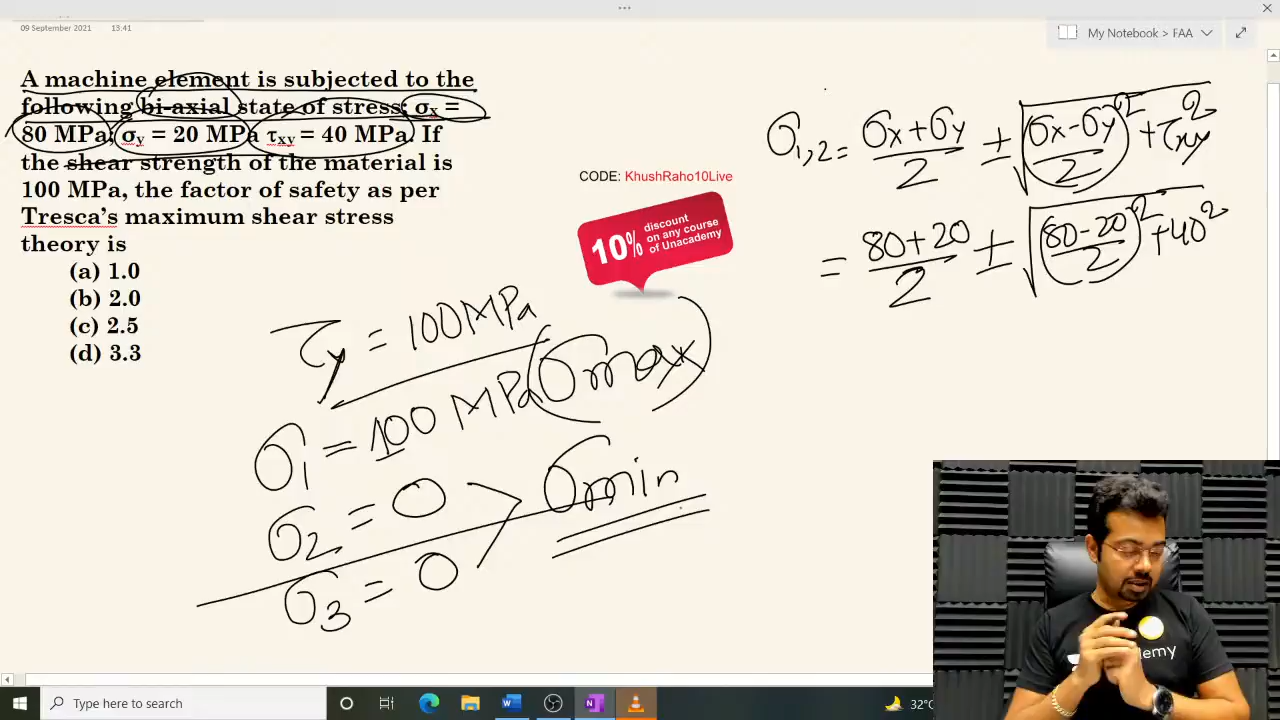 09 September 2021 13:41
My Notebook > FAA
A machine element is subjected to the
following bi-axial state of stress; σx =
80 MPa; σy = 20 MPa τxy = 40 MPa. If
the shear strength of the material is
100 MPa, the factor of safety as per
Tresca's maximum shear stress
theory is
(a) 1.0
(b) 2.0
(c) 2.5
(d) 3.3
CODE: KhushRaho10Live
10% discount
on any course
of Unacademy
σ1,2 = σx+σy/2 ± √(σx-σy/2)² + τxy²
= 80+20/2 ± √(80-20/2)² + 40²
τy = 100 MPa
σ1 = 100 MPa (σmax)
σ2 = 0 > σmin
σ3 = 0
demy
Type here to search
32°C